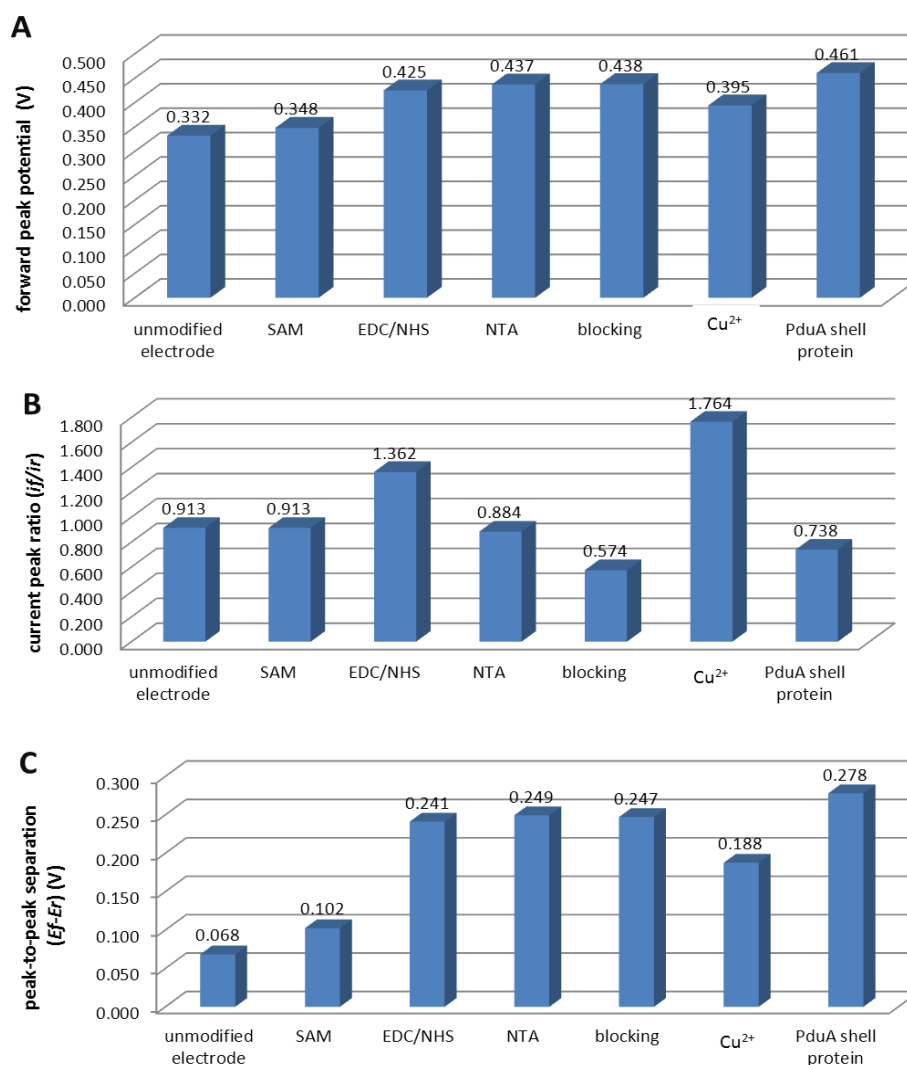 A
forward peak potential (V)
0.500
0.450
0.400
0.350
0.300
0.250
0.200
0.150
0.100
0.050
0.000
0.332
0.348
0.425
0.437
0.438
0.395
0.461
unmodified electrode
SAM
EDC/NHS
NTA
blocking
Cu²⁺
PduA shell protein
B
current peak ratio (if/ir)
1.800
1.600
1.400
1.200
1.000
0.800
0.600
0.400
0.200
0.000
0.913
0.913
1.362
0.884
0.574
1.764
0.738
unmodified electrode
SAM
EDC/NHS
NTA
blocking
Cu²⁺
PduA shell protein
C
peak-to-peak separation
(Ef-Er) (V)
0.300
0.250
0.200
0.150
0.100
0.050
0.000
0.068
0.102
0.241
0.249
0.247
0.188
0.278
unmodified electrode
SAM
EDC/NHS
NTA
blocking
Cu²⁺
PduA shell protein